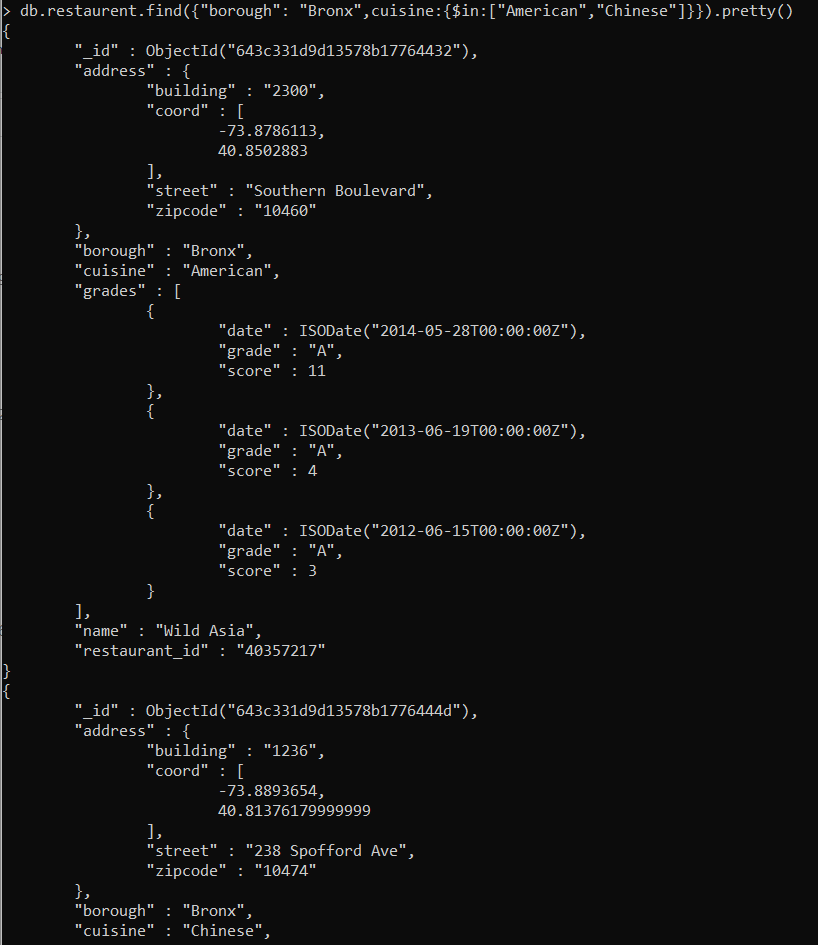 > db.restaurent.find({"borough": "Bronx",cuisine:{$in:["American","Chinese"]}}).pretty()
{
"_id" : ObjectId("643c331d9d13578b17764432"),
"address" : {
"building" : "2300",
"coord" : [
-73.8786113,
40.8502883
],
"street" : "Southern Boulevard",
"zipcode" : "10460"
},
"borough" : "Bronx",
"cuisine" : "American",
"grades" : [
{
"date" : ISODate("2014-05-28T00:00:00Z"),
"grade" : "A",
"score" : 11
},
{
"date" : ISODate("2013-06-19T00:00:00Z"),
"grade" : "A",
"score" : 4
},
{
"date" : ISODate("2012-06-15T00:00:00Z"),
"grade" : "A",
"score" : 3
}
],
"name" : "Wild Asia",
"restaurant_id" : "40357217"
}
{
"_id" : ObjectId("643c331d9d13578b1776444d"),
"address" : {
"building" : "1236",
"coord" : [
-73.8893654,
40.81376179999999
],
"street" : "238 Spofford Ave",
"zipcode" : "10474"
},
"borough" : "Bronx",
"cuisine" : "Chinese",